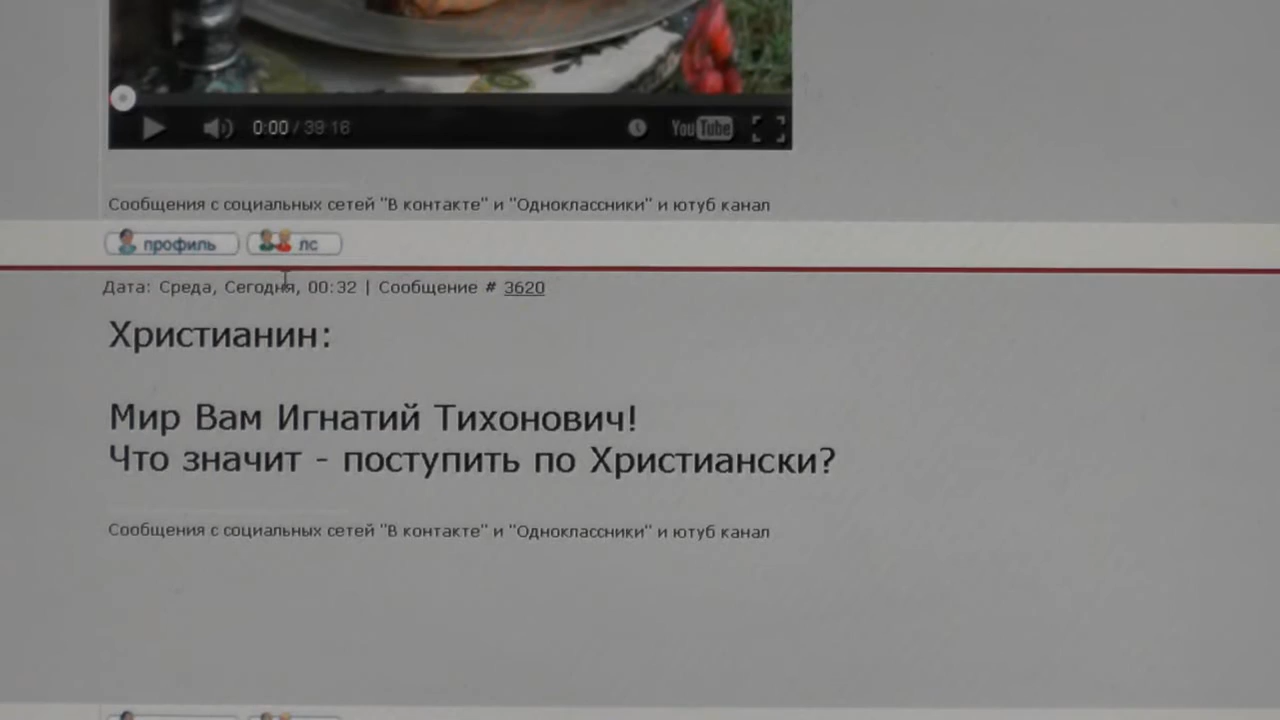 0:00 / 39:16
YouTube
Сообщения с социальных сетей "В контакте" и "Одноклассники" и ютуб канал
профиль
лс
Дата: Среда, Сегодня, 00:32 | Сообщение # 3620
Христианин:
Мир Вам Игнатий Тихонович!
Что значит - поступить по Христиански?
Сообщения с социальных сетей "В контакте" и "Одноклассники" и ютуб канал